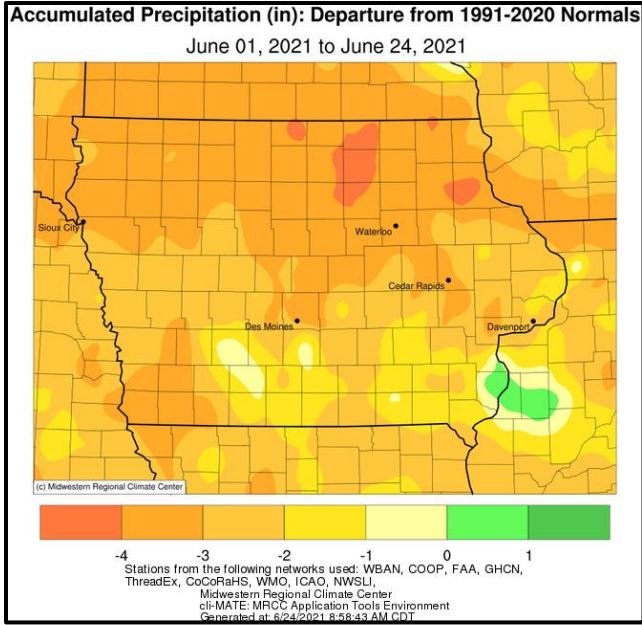 Accumulated Precipitation (in): Departure from 1991-2020 Normals
June 01, 2021 to June 24, 2021
Sioux City
Waterloo
Cedar Rapids
Des Moines
Davenport
(c) Midwestern Regional Climate Center
-4 -3 -2 -1 0 1
Stations from the following networks used: WBAN, COOP, FAA, GHCN,
ThreadEx, CoCoRaHS, WMO, ICAO, NWSLI,
Midwestern Regional Climate Center
cli-MATE: MRCC Application Tools Environment
Generated at: 6/24/2021 8:58:43 AM CDT